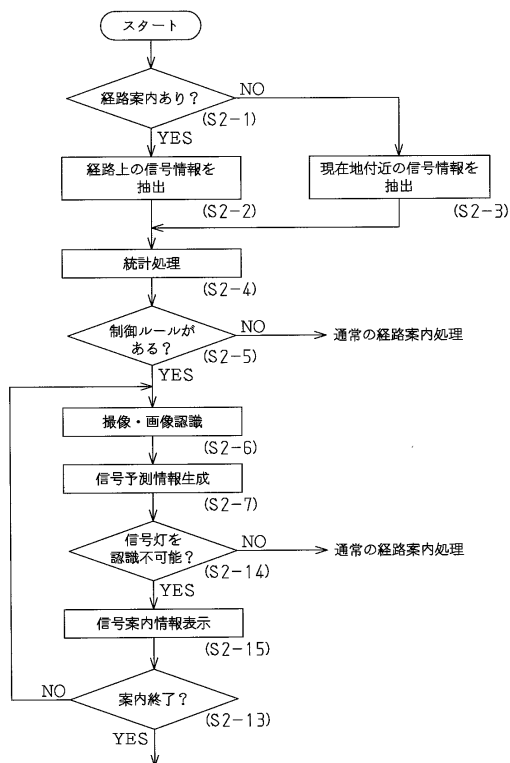 スタート
経路案内あり？
NO
(S2-1)
YES
経路上の信号情報を
抽出
(S2-2)
現在地付近の信号情報を
抽出
(S2-3)
統計処理
(S2-4)
制御ルールが
ある？
NO
通常の経路案内処理
(S2-5)
YES
撮像・画像認識
(S2-6)
信号予測情報生成
(S2-7)
信号灯を
認識不可能？
NO
通常の経路案内処理
(S2-14)
YES
信号案内情報表示
(S2-15)
NO
案内終了？
(S2-13)
YES